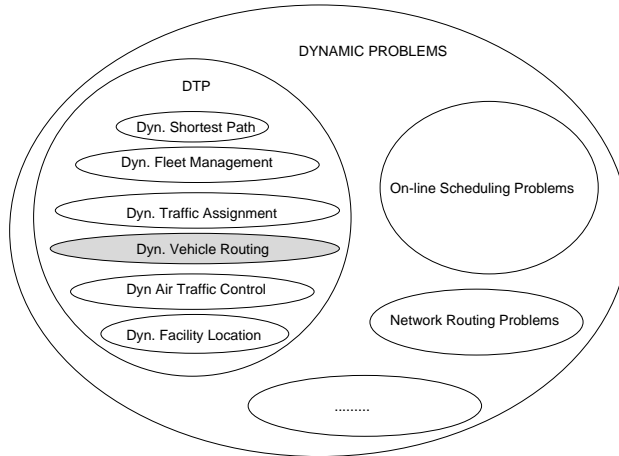 DYNAMIC PROBLEMS
DTP
Dyn. Shortest Path
Dyn. Fleet Management
Dyn. Traffic Assignment
Dyn. Vehicle Routing
Dyn Air Traffic Control
Dyn. Facility Location
On-line Scheduling Problems
Network Routing Problems
.........